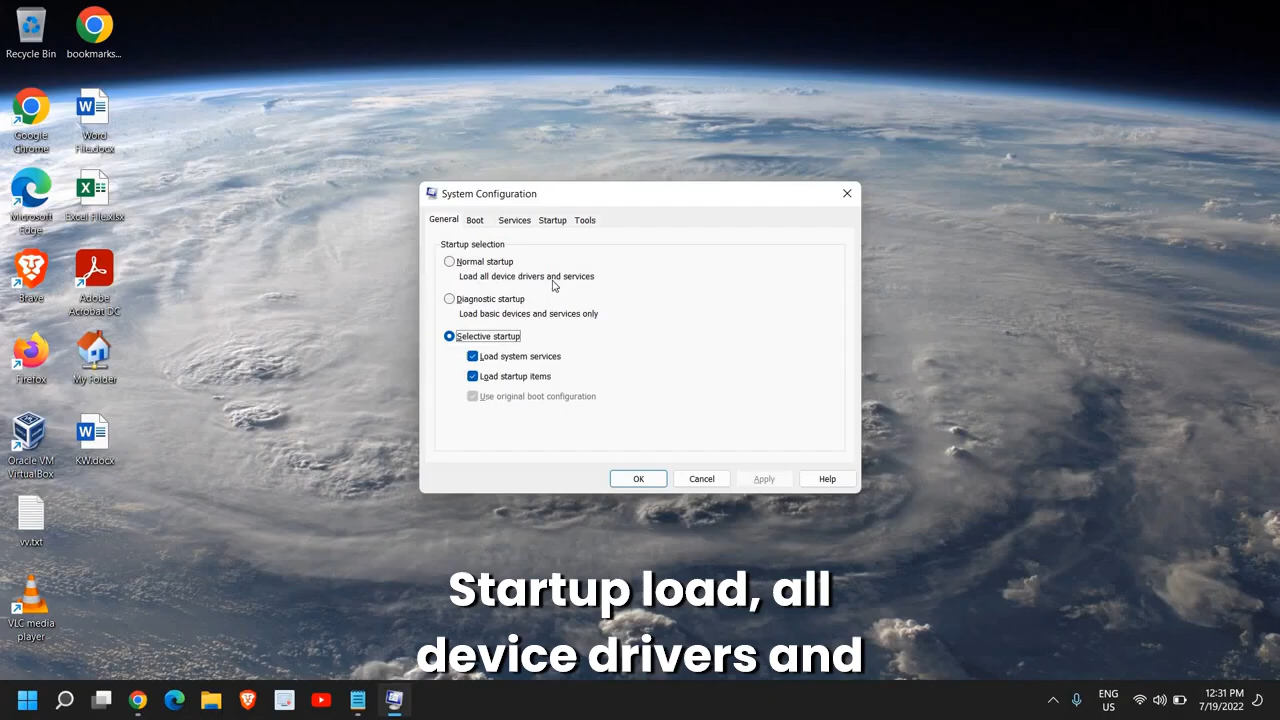 Recycle Bin
bookmarks...
Google
Chrome
Word
File.docx
Microsoft
Edge
Excel File.xlsx
Brave
Adobe
Acrobat DC
Firefox
My Folder
Oracle VM
VirtualBox
KW.docx
vv.txt
VLC media
player
System Configuration
General
Boot
Services
Startup
Tools
Startup selection
Normal startup
Load all device drivers and services
Diagnostic startup
Load basic devices and services only
Selective startup
Load system services
Load startup items
Use original boot configuration
OK
Cancel
Apply
Help
Startup load, all
device drivers and
ENG
US
12:31 PM
7/19/2022